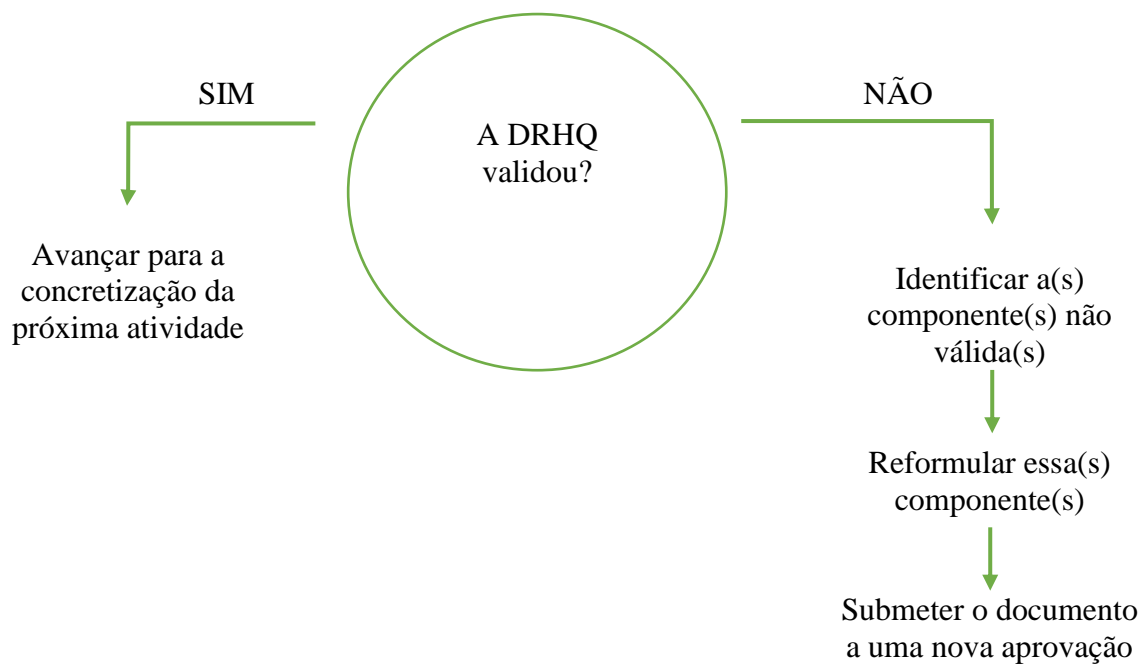 SIM
NÃO
A DRHQ
validou?
Avançar para a
concretização da
próxima atividade
Identificar a(s)
componente(s) não
válida(s)
Reformular essa(s)
componente(s)
Submeter o documento
a uma nova aprovação